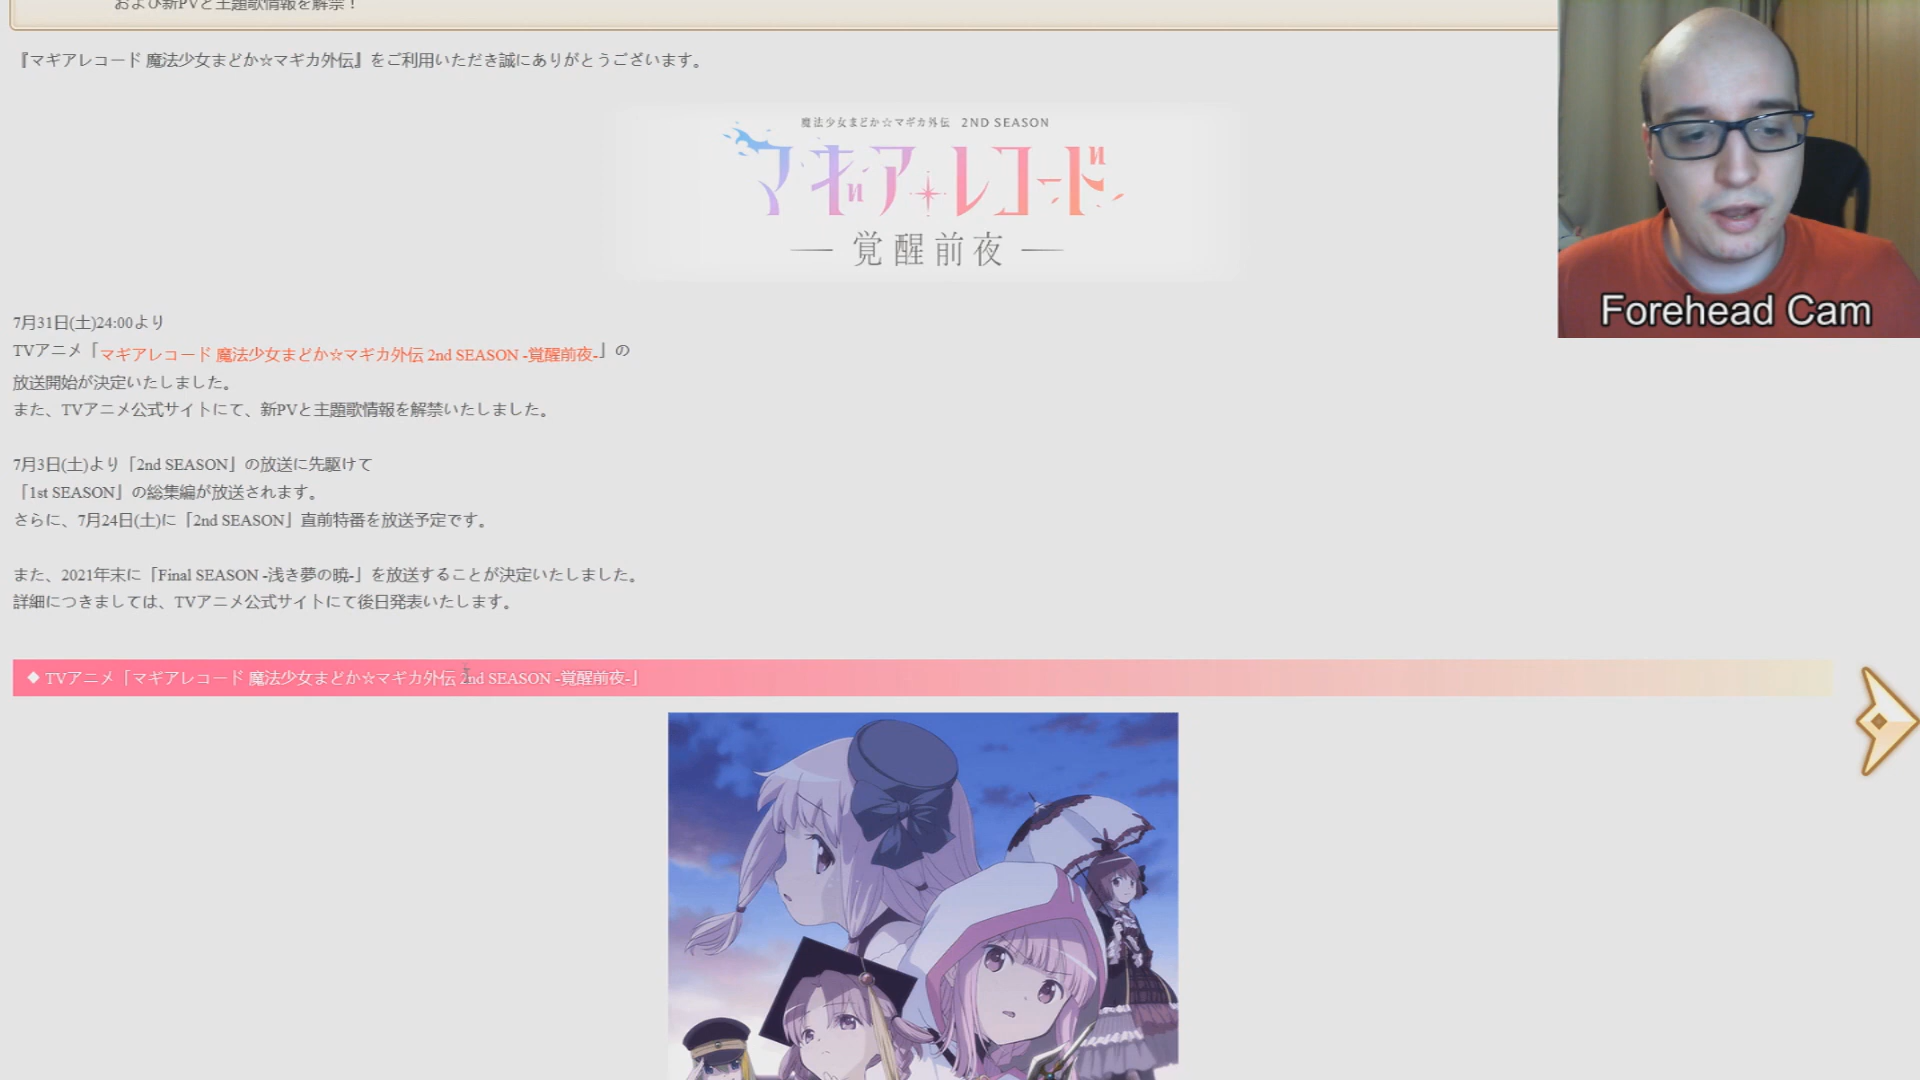 および新PVと主題歌情報を解禁！
『マギアレコード 魔法少女まどか☆マギカ外伝』をご利用いただき誠にありがとうございます。
魔法少女まどか☆マギカ外伝 2ND SEASON
マギアレコード
覚醒前夜
7月31日(土)24:00より
TVアニメ「マギアレコード 魔法少女まどか☆マギカ外伝 2nd SEASON -覚醒前夜-」の
放送開始が決定いたしました。
また、TVアニメ公式サイトにて、新PVと主題歌情報を解禁いたしました。
7月3日(土)より「2nd SEASON」の放送に先駆けて
「1st SEASON」の総集編が放送されます。
さらに、7月24日(土)に「2nd SEASON」直前特番を放送予定です。
また、2021年末に「Final SEASON -浅き夢の暁-」を放送することが決定いたしました。
詳細につきましては、TVアニメ公式サイトにて後日発表いたします。
◆ TVアニメ「マギアレコード 魔法少女まどか☆マギカ外伝 2nd SEASON -覚醒前夜-」
Forehead Cam